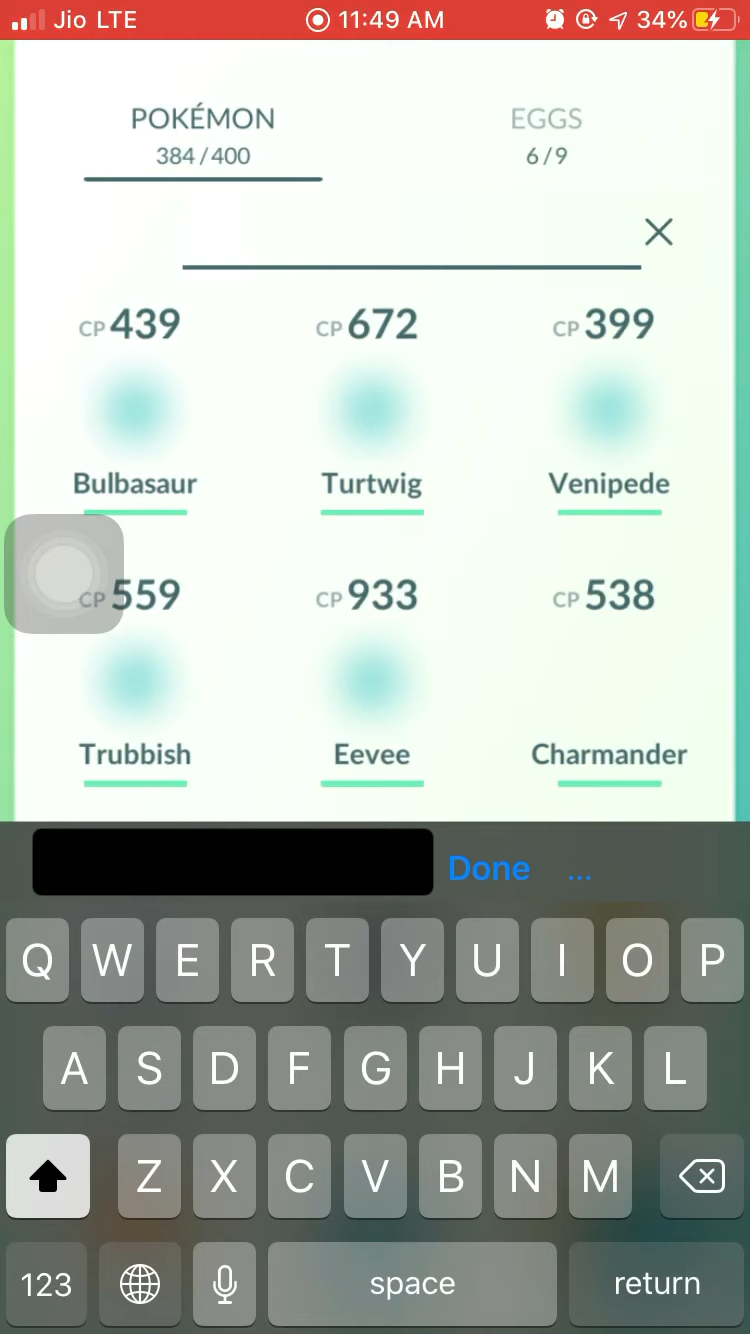 Jio LTE 11:49 AM 34%
POKÉMON EGGS
384/400 6/9
CP 439 CP 672 CP 399
Bulbasaur Turtwig Venipede
CP 559 CP 933 CP 538
Trubbish Eevee Charmander
Done ...
Q W E R T Y U I O P
A S D F G H J K L
Z X C V B N M
123 space return